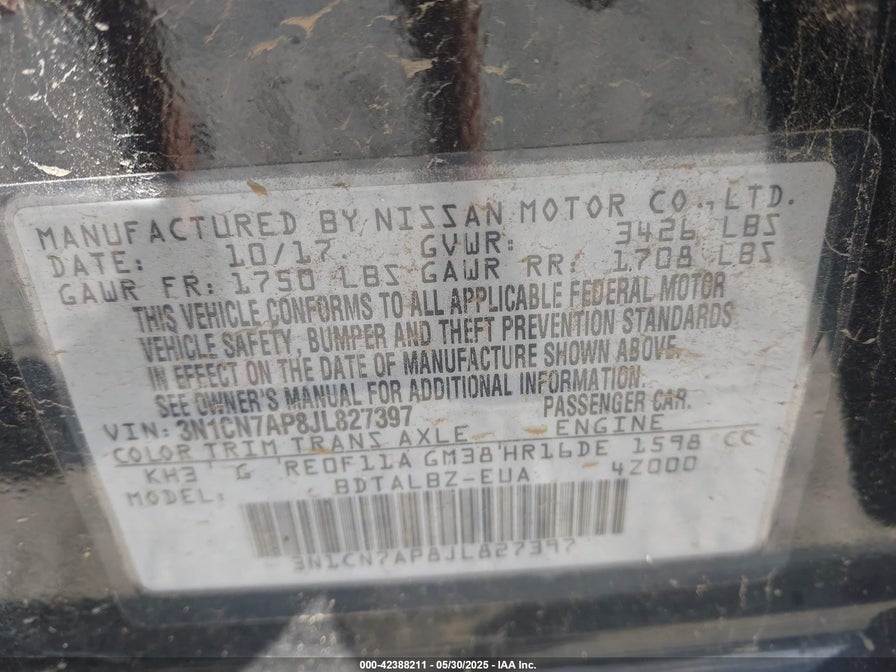 MANUFACTURED BY NISSAN MOTOR CO., LTD.
DATE: 10/17. GVWR: 3426 LBS
GAWR FR: 1750 LBS GAWR RR: 1708 LBS
THIS VEHICLE CONFORMS TO ALL APPLICABLE FEDERAL MOTOR
VEHICLE SAFETY, BUMPER AND THEFT PREVENTION STANDARDS
IN EFFECT ON THE DATE OF MANUFACTURE SHOWN ABOVE.
SEE OWNER'S MANUAL FOR ADDITIONAL INFORMATION.
VIN: 3N1CN7AP8JL827397 PASSENGER CAR.
COLOR TRIM TRANS AXLE ENGINE
KH3 G RE0F11A GM38 HR16DE 1598 CC
MODEL: BDTALBZ-EUA 4Z000
3N1CN7AP8JL827397
000-42388211 - 05/30/2025 - IAA Inc.